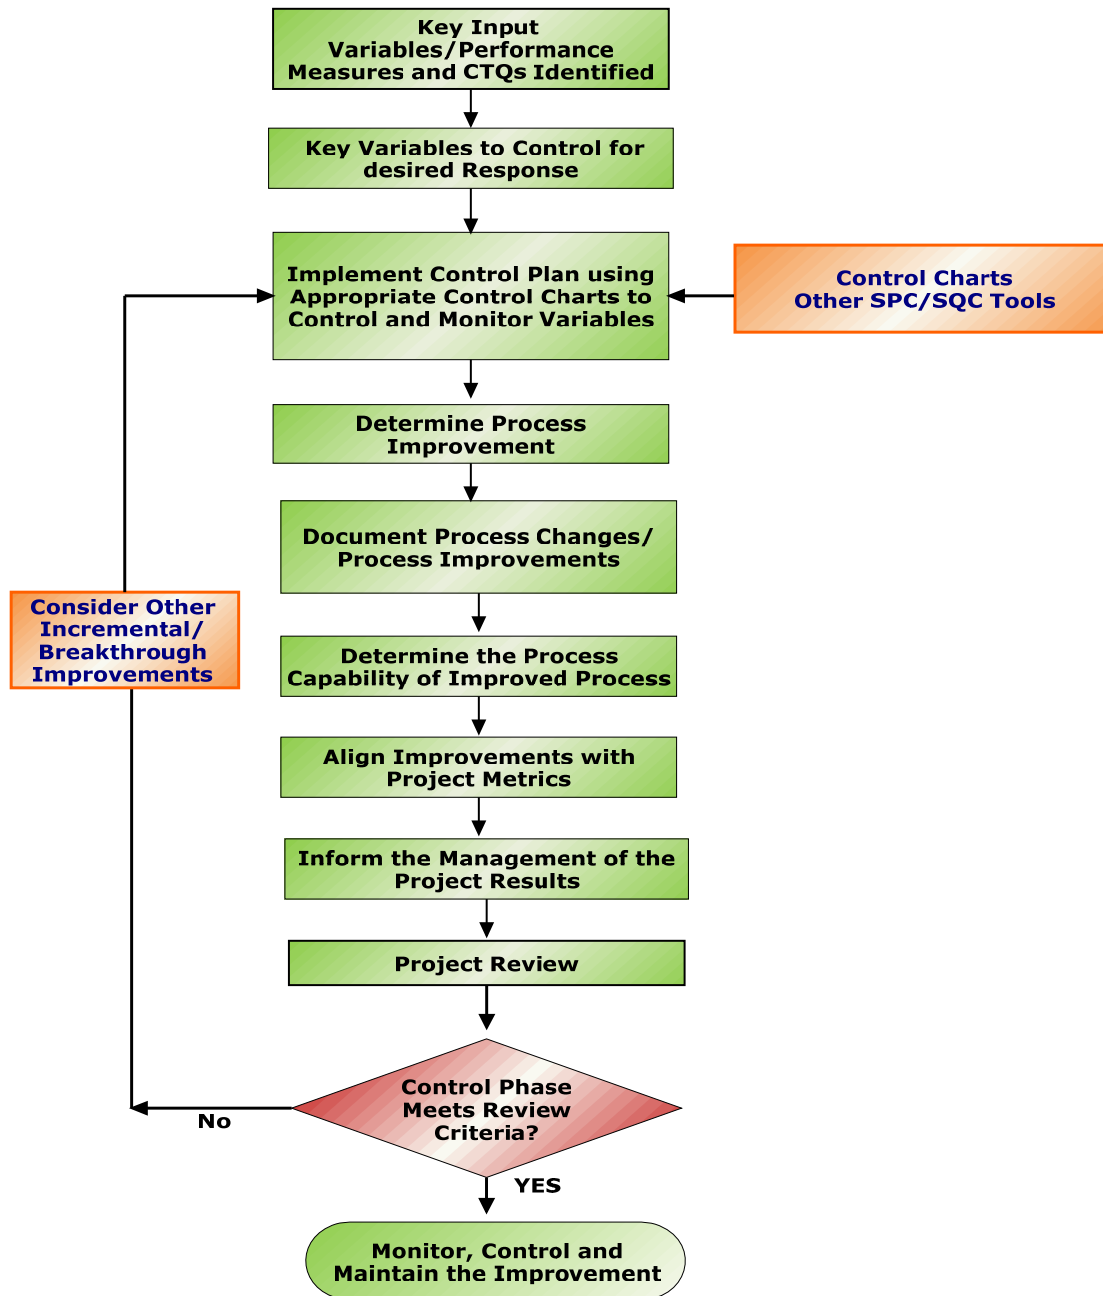 Key Input
Variables/Performance
Measures and CTQs Identified
Key Variables to Control for
desired Response
Implement Control Plan using
Appropriate Control Charts to
Control and Monitor Variables
Control Charts
Other SPC/SQC Tools
Determine Process
Improvement
Document Process Changes/
Process Improvements
Consider Other
Incremental/
Breakthrough
Improvements
Determine the Process
Capability of Improved Process
Align Improvements with
Project Metrics
Inform the Management of the
Project Results
Project Review
Control Phase
Meets Review
Criteria?
No
YES
Monitor, Control and
Maintain the Improvement